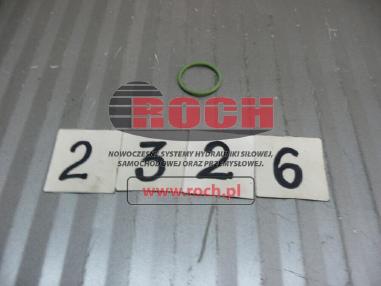 ROCH
NOWOCZESNE SYSTEMY HYDRAULIKI SIŁOWEJ,
SAMOCHODOWEJ ORAZ PRZEMYSŁOWEJ.
2 3 2 6
www.roch.pl